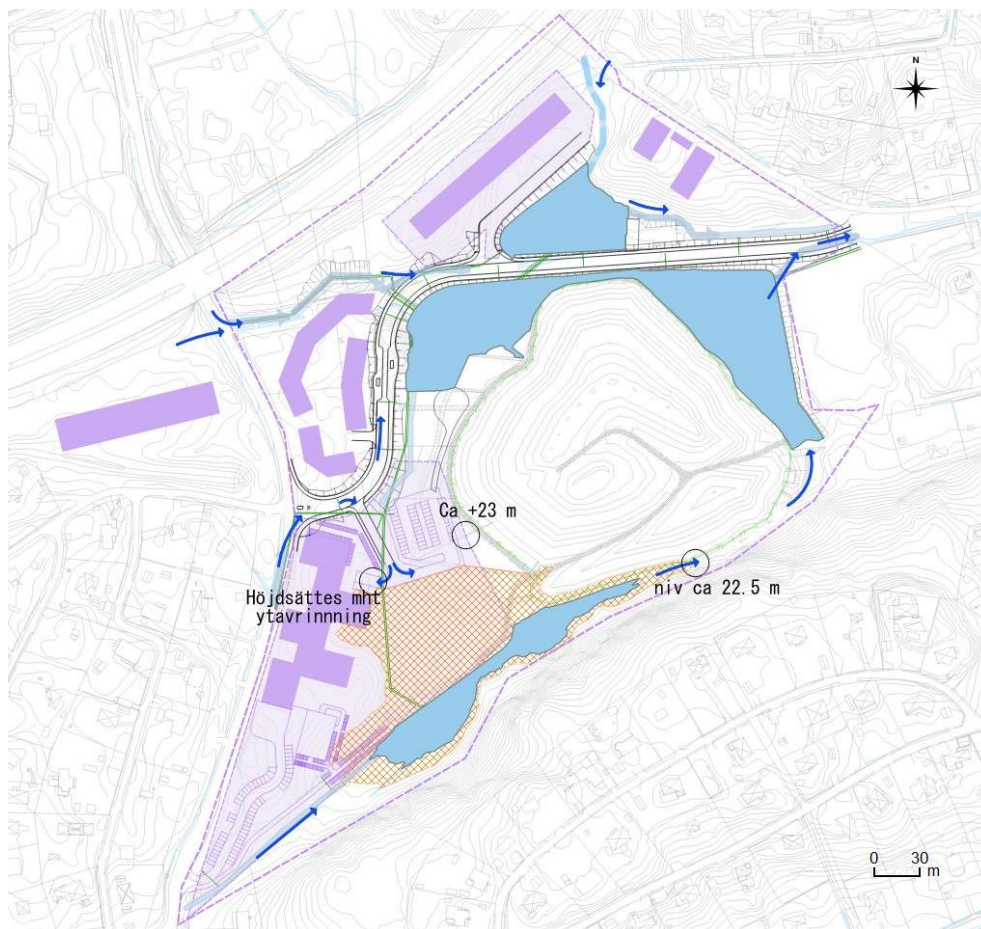 N
Ca +23 m
niv ca 22.5 m
Höjdsättes mht
ytavrinnning
0 30
m